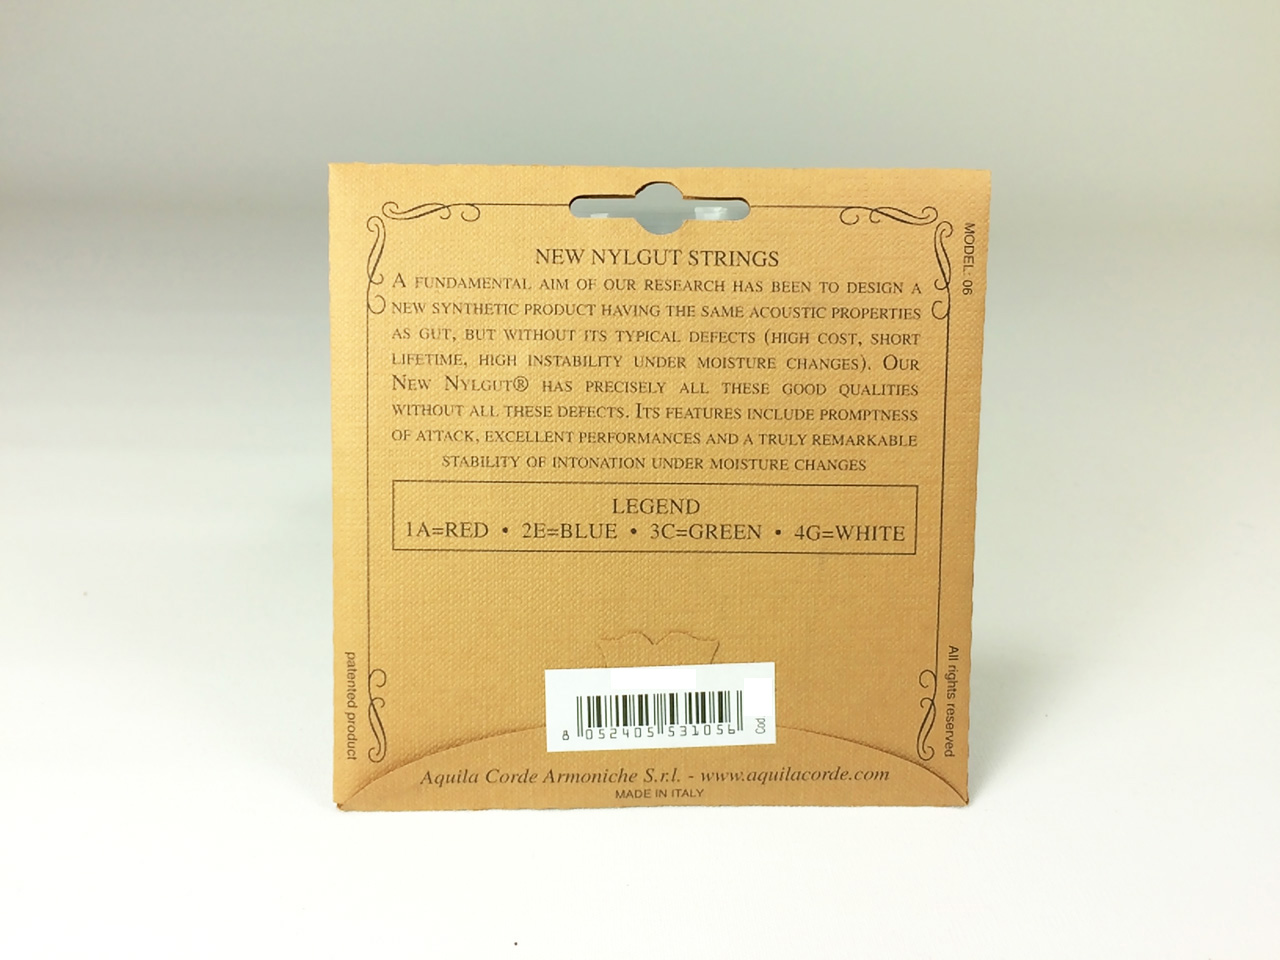 NEW NYLGUT STRINGS
A FUNDAMENTAL AIM OF OUR RESEARCH HAS BEEN TO DESIGN A
NEW SYNTHETIC PRODUCT HAVING THE SAME ACOUSTIC PROPERTIES
AS GUT, BUT WITHOUT ITS TYPICAL DEFECTS (HIGH COST, SHORT
LIFETIME, HIGH INSTABILITY UNDER MOISTURE CHANGES). OUR
NEW NYLGUT® HAS PRECISELY ALL THESE GOOD QUALITIES
WITHOUT ALL THESE DEFECTS. ITS FEATURES INCLUDE PROMPTNESS
OF ATTACK, EXCELLENT PERFORMANCES AND A TRULY REMARKABLE
STABILITY OF INTONATION UNDER MOISTURE CHANGES
MODEL: 06
LEGEND
1A=RED • 2E=BLUE • 3C=GREEN • 4G=WHITE
patented product
All rights reserved
8 052405 531056
Aquila Corde Armoniche S.r.l. - www.aquilacorde.com
MADE IN ITALY